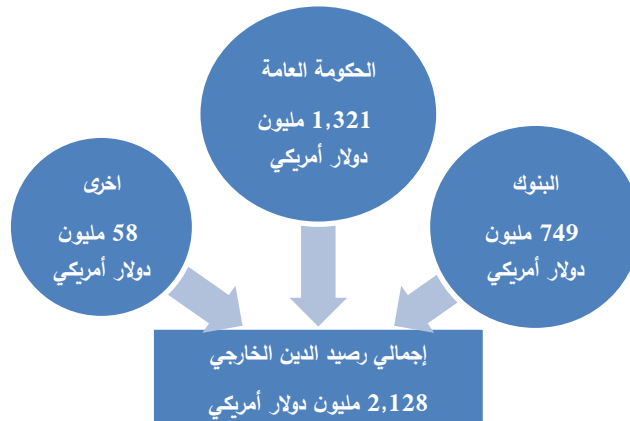 الحكومة العامة
1,321 مليون
دولار أمريكي
البنوك
749 مليون
دولار أمريكي
اخرى
58 مليون
دولار أمريكي
إجمالي رصيد الدين الخارجي
2,128 مليون دولار أمريكي